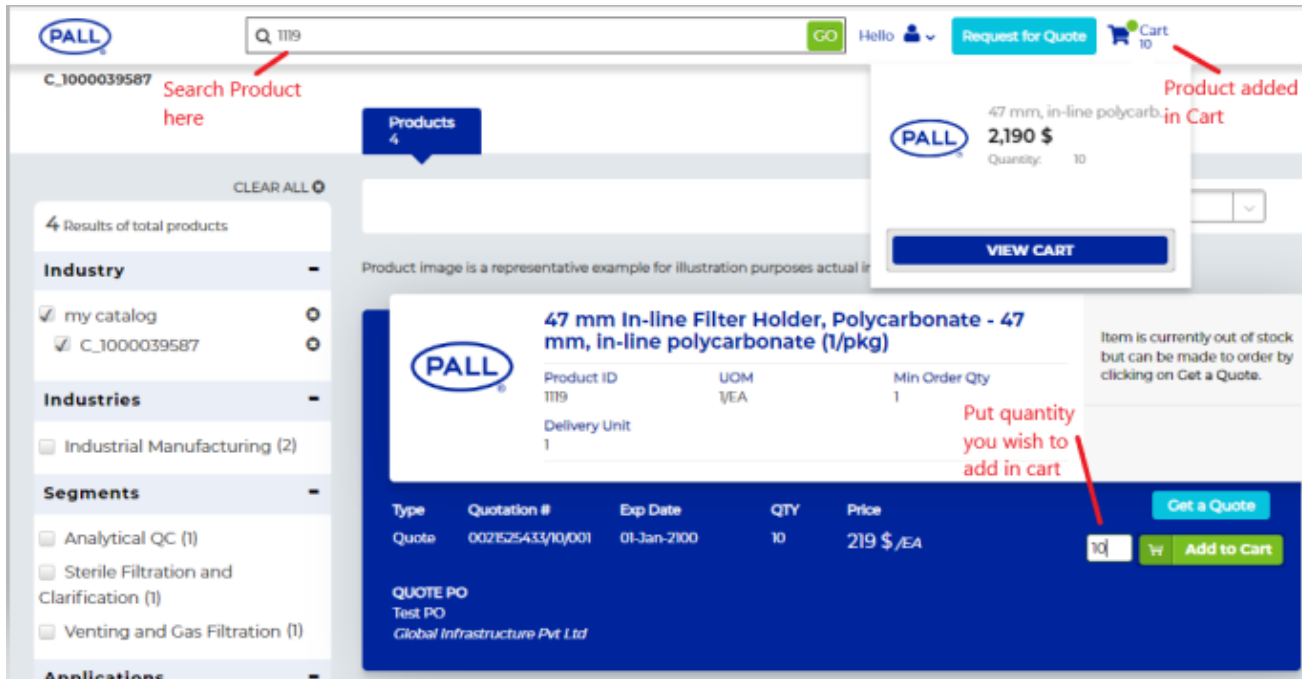 PALL
1119
GO
Hello
Request for Quote
Cart
10
C_1000039587
Search Product
here
Product added
in Cart
Products
4
47 mm, in-line polycarb...
PALL
2,190 $
Quantity: 10
VIEW CART
CLEAR ALL
4 Results of total products
Industry
my catalog
C_1000039587
Industries
Industrial Manufacturing (2)
Segments
Analytical QC (1)
Sterile Filtration and
Clarification (1)
Venting and Gas Filtration (1)
Applications
Product image is a representative example for illustration purposes actual i
PALL
47 mm In-line Filter Holder, Polycarbonate - 47
mm, in-line polycarbonate (1/pkg)
Product ID UOM Min Order Qty
1119 1/EA 1
Delivery Unit
1
Item is currently out of stock
but can be made to order by
clicking on Get a Quote.
Put quantity
you wish to
add in cart
Type Quotation # Exp Date QTY Price
Quote 0021525433/10/001 01-Jan-2100 10 219 $ /EA
Get a Quote
10 Add to Cart
QUOTE PO
Test PO
Global Infrastructure Pvt Ltd